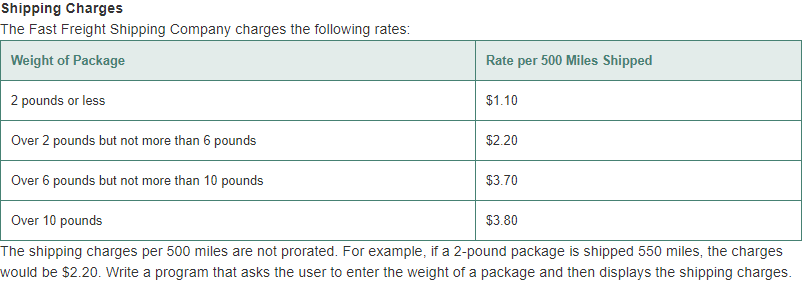 Shipping Charges
The Fast Freight Shipping Company charges the following rates:
Weight of Package Rate per 500 Miles Shipped
2 pounds or less $1.10
Over 2 pounds but not more than 6 pounds $2.20
Over 6 pounds but not more than 10 pounds $3.70
Over 10 pounds $3.80
The shipping charges per 500 miles are not prorated. For example, if a 2-pound package is shipped 550 miles, the charges
would be $2.20. Write a program that asks the user to enter the weight of a package and then displays the shipping charges.